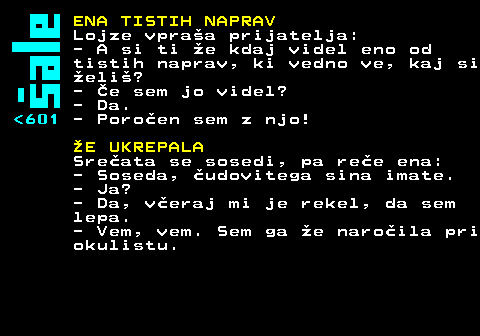 šale
<601
ENA TISTIH NAPRAV
Lojze vpraša prijatelja:
- A si ti že kdaj videl eno od
tistih naprav, ki vedno ve, kaj si
želiš?
- Če sem jo videl?
- Da.
- Poročen sem z njo!
ŽE UKREPALA
Srečata se sosedi, pa reče ena:
- Soseda, čudovitega sina imate.
- Ja?
- Da, včeraj mi je rekel, da sem
lepa.
- Vem, vem. Sem ga že naročila pri
okulistu.